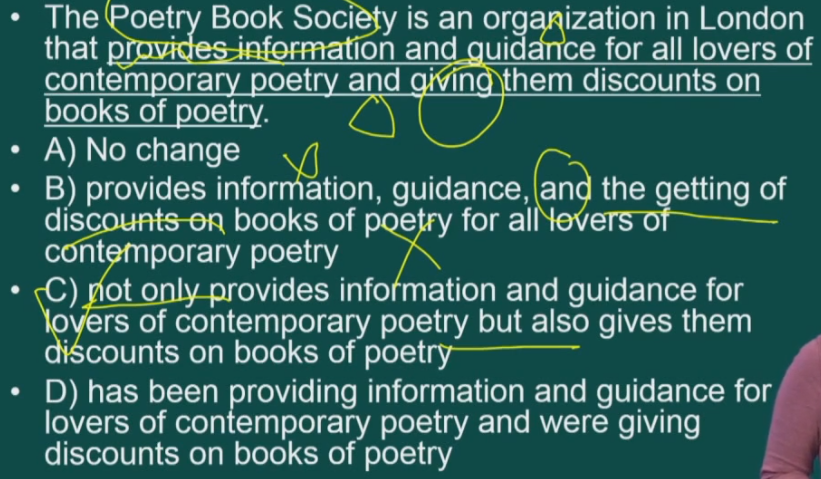 • The Poetry Book Society is an organization in London
that provides information and guidance for all lovers of
contemporary poetry and giving them discounts on
books of poetry.
• A) No change
• B) provides information, guidance, and the getting of
discounts on books of poetry for all lovers of
contemporary poetry
• C) not only provides information and guidance for
lovers of contemporary poetry but also gives them
discounts on books of poetry
• D) has been providing information and guidance for
lovers of contemporary poetry and were giving
discounts on books of poetry